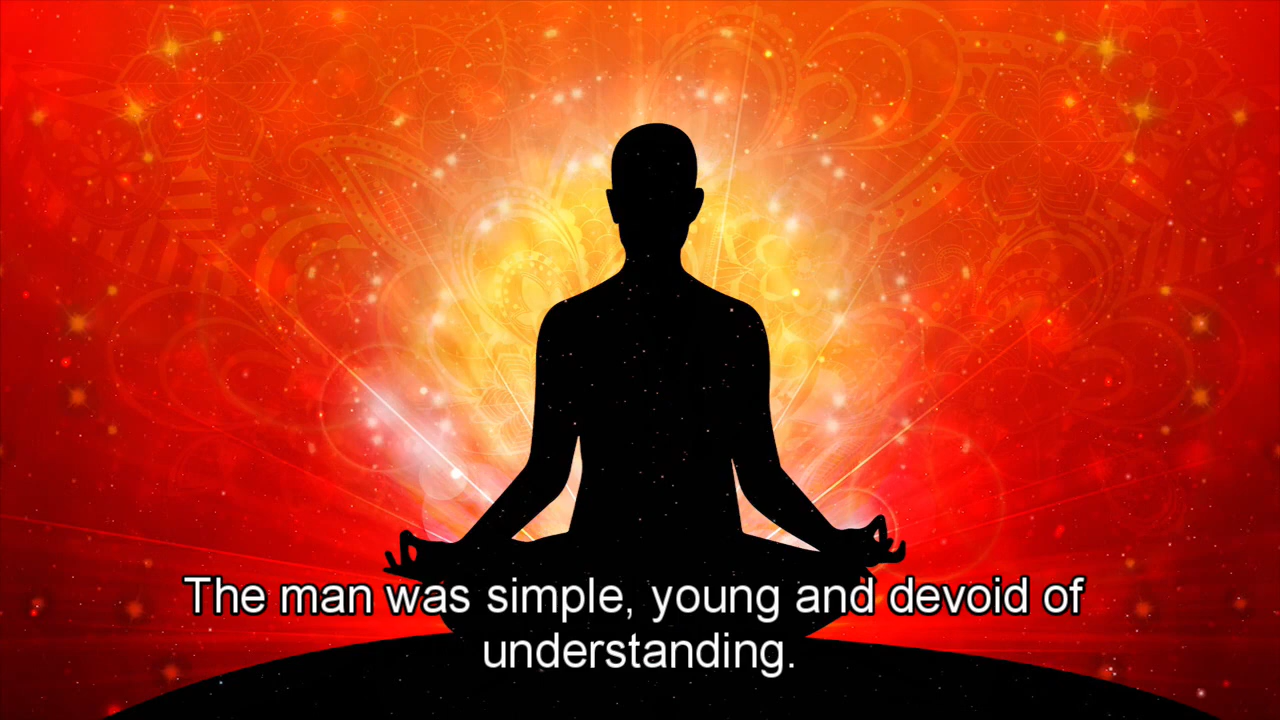 The man was simple, young and devoid of
understanding.